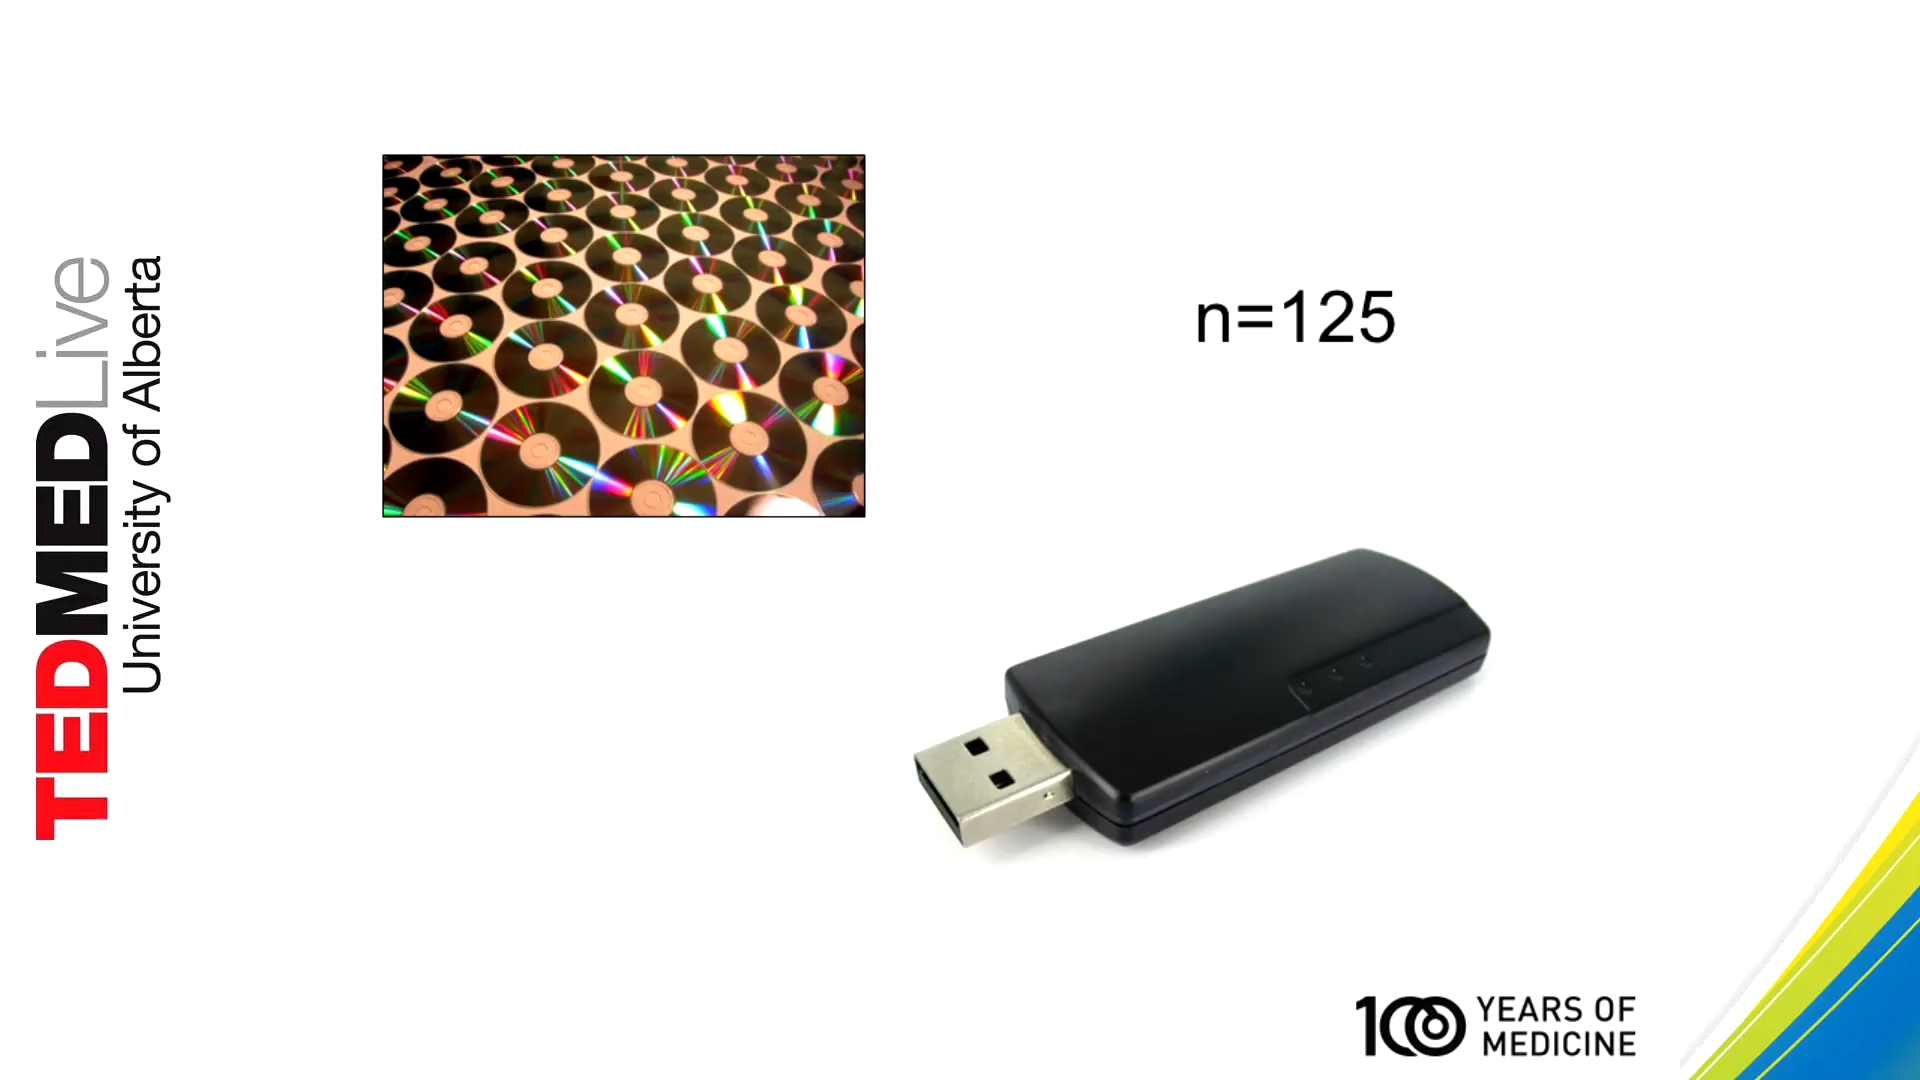 TEDMEDLive
University of Alberta
n=125
100 YEARS OF
MEDICINE